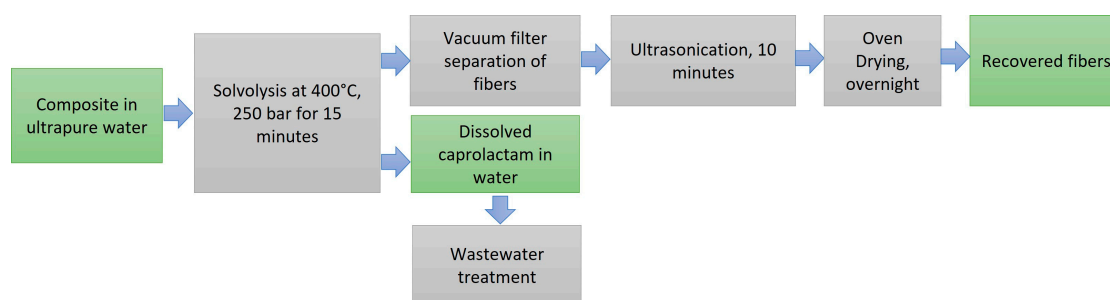 Composite in
ultrapure water
Solvolysis at 400°C,
250 bar for 15
minutes
Vacuum filter
separation of
fibers
Ultrasonication, 10
minutes
Oven
Drying,
overnight
Recovered fibers
Dissolved
caprolactam in
water
Wastewater
treatment